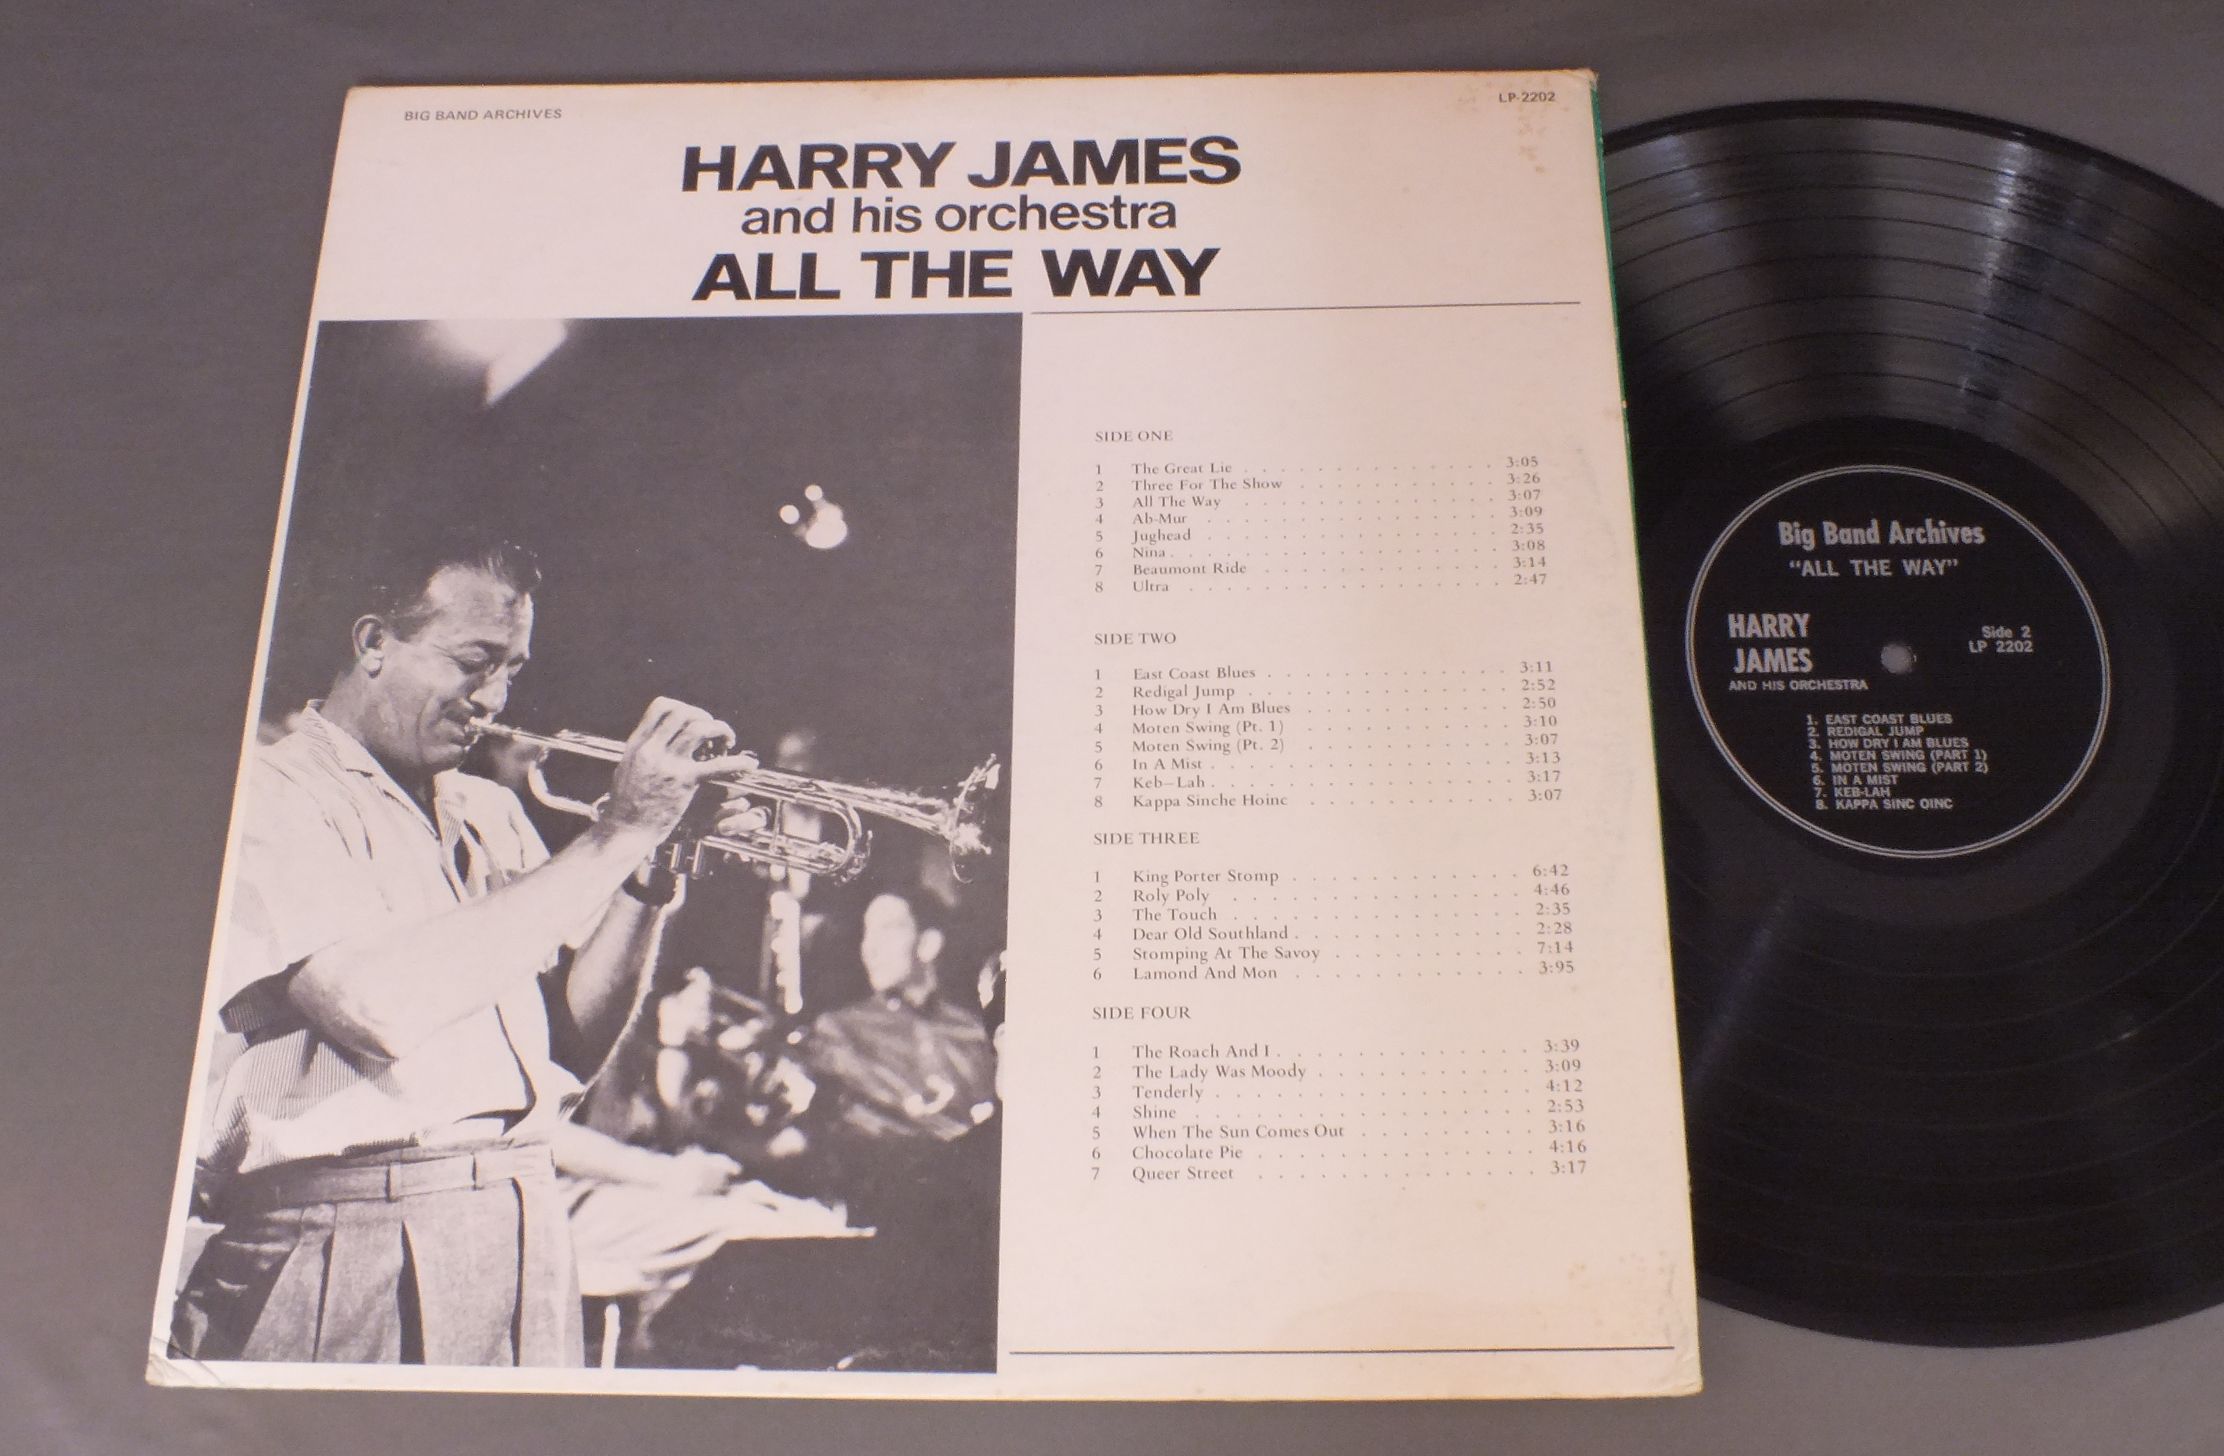 BIG BAND ARCHIVES
LP-2202
HARRY JAMES
and his orchestra
ALL THE WAY
SIDE ONE
1 The Great Lie . . . . . . . . . . . . . . 3:05
2 Three For The Show . . . . . . . . . . . 3:26
3 All The Way . . . . . . . . . . . . . . 3:07
4 Ab-Mur . . . . . . . . . . . . . . . . 3:09
5 Jughead . . . . . . . . . . . . . . . . 2:35
6 Nina . . . . . . . . . . . . . . . . . . 3:08
7 Beaumont Ride . . . . . . . . . . . . . 3:14
8 Ultra . . . . . . . . . . . . . . . . . 2:47
SIDE TWO
1 East Coast Blues . . . . . . . . . . . . . 3:11
2 Redigal Jump . . . . . . . . . . . . . . 2:52
3 How Dry I Am Blues . . . . . . . . . . . 2:50
4 Moten Swing (Pt. 1) . . . . . . . . . . . 3:10
5 Moten Swing (Pt. 2) . . . . . . . . . . . 3:07
6 In A Mist . . . . . . . . . . . . . . . . 3:13
7 Keb–Lah . . . . . . . . . . . . . . . . 3:17
8 Kappa Sinche Hoinc . . . . . . . . . . . 3:07
SIDE THREE
1 King Porter Stomp . . . . . . . . . . . . 6:42
2 Roly Poly . . . . . . . . . . . . . . . 4:46
3 The Touch . . . . . . . . . . . . . . . 2:35
4 Dear Old Southland . . . . . . . . . . . . 2:28
5 Stomping At The Savoy . . . . . . . . . . 7:14
6 Lamond And Mon . . . . . . . . . . . . 3:95
SIDE FOUR
1 The Roach And I . . . . . . . . . . . . . 3:39
2 The Lady Was Moody . . . . . . . . . . . 3:09
3 Tenderly . . . . . . . . . . . . . . . . 4:12
4 Shine . . . . . . . . . . . . . . . . . 2:53
5 When The Sun Comes Out . . . . . . . . . 3:16
6 Chocolate Pie . . . . . . . . . . . . . . 4:16
7 Queer Street . . . . . . . . . . . . . . 3:17
Big Band Archives
"ALL THE WAY"
HARRY
JAMES
AND HIS ORCHESTRA
Side 2
LP 2202
1. EAST COAST BLUES
2. REDIGAL JUMP
3. HOW DRY I AM BLUES
4. MOTEN SWING (PART 1)
5. MOTEN SWING (PART 2)
6. IN A MIST
7. KEB-LAH
8. KAPPA SINC OINC